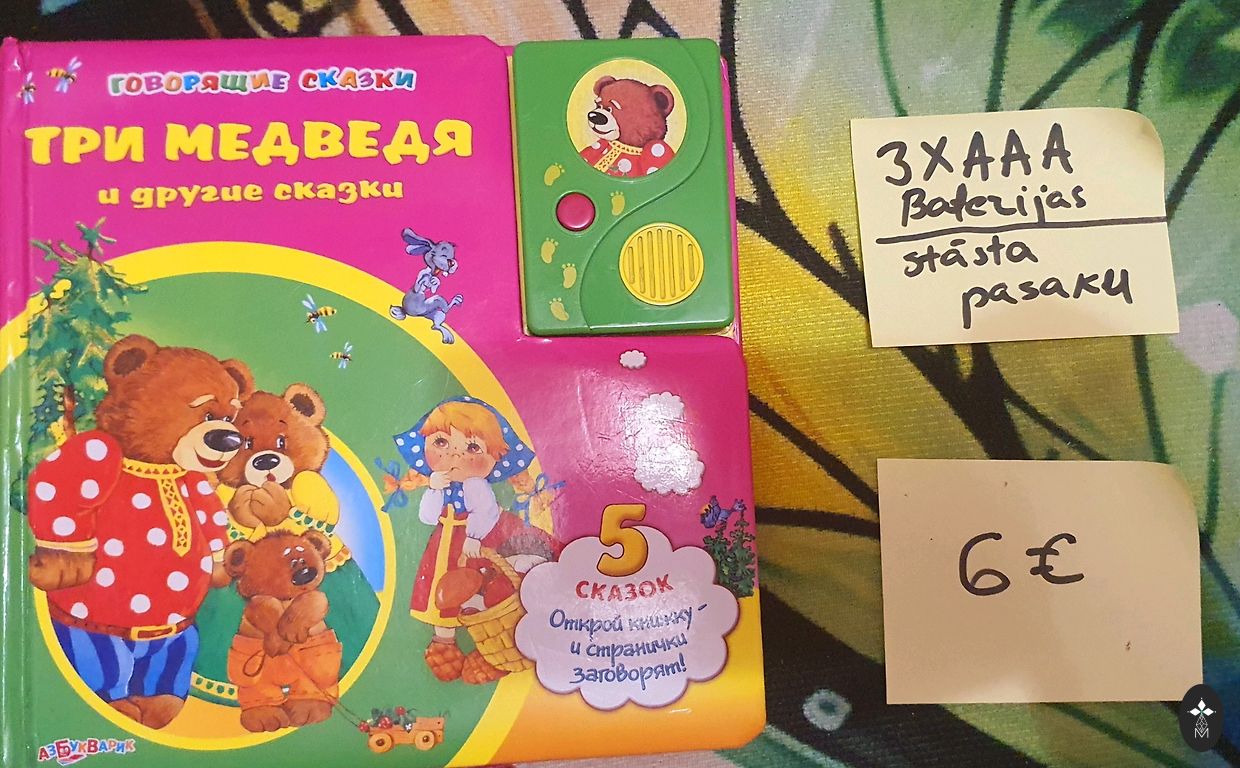 ГОВОРЯЩИЕ СКАЗКИ
ТРИ МЕДВЕДЯ
и другие сказки
5
СКАЗОК
Открой книжку -
и странички
заговорят!
АЗБУКВАРИК
3XAAA
Baterijas
stāsta
pasaku
6 €
M